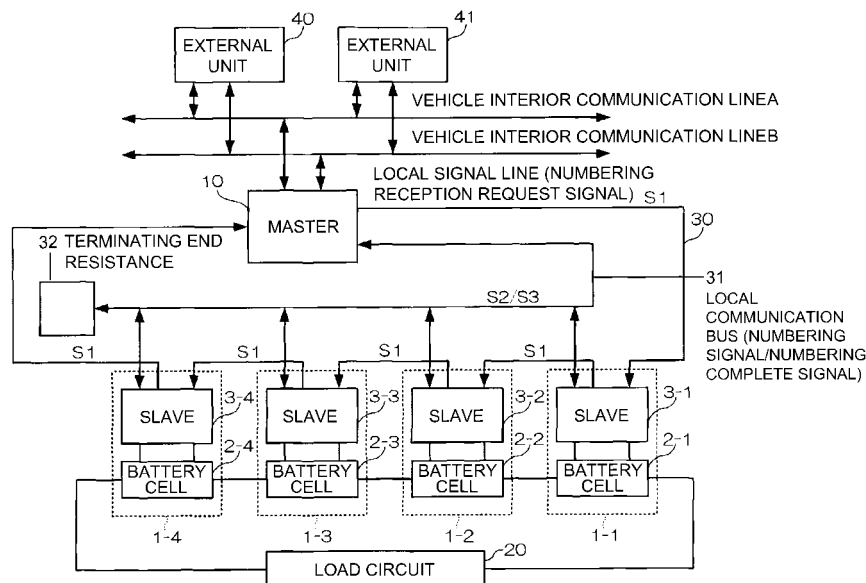 40
41
EXTERNAL
UNIT
EXTERNAL
UNIT
VEHICLE INTERIOR COMMUNICATION LINEA
VEHICLE INTERIOR COMMUNICATION LINEB
LOCAL SIGNAL LINE (NUMBERING
RECEPTION REQUEST SIGNAL)
10
MASTER
S1
30
32 TERMINATING END
RESISTANCE
31
LOCAL
COMMUNICATION
BUS (NUMBERING
SIGNAL/NUMBERING
COMPLETE SIGNAL)
S2/S3
S1
S1
S1
S1
3-4
3-3
3-2
3-1
SLAVE
SLAVE
SLAVE
SLAVE
2-4
2-3
2-2
2-1
BATTERY
CELL
BATTERY
CELL
BATTERY
CELL
BATTERY
CELL
1-4
1-3
1-2
1-1
20
LOAD CIRCUIT